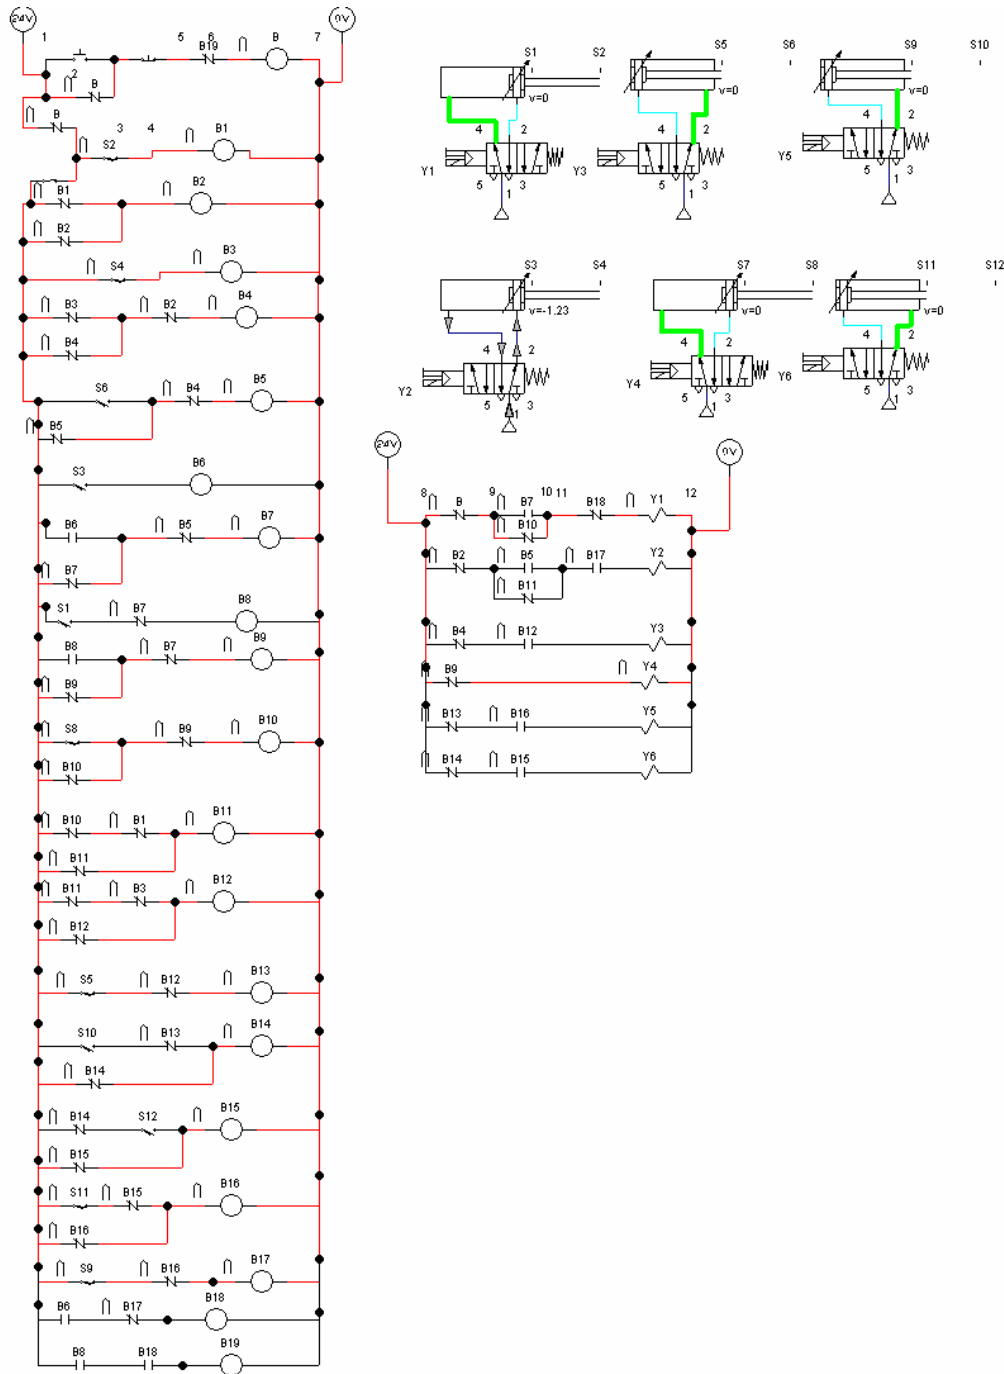 24V 0V
1 5 6 7
B19 B
2
B
B
3 4 B1
S2
B1 B2
B2
B3
S4
B3 B2 B4
B4
S6 B4 B5
B5
S3 B6
B6 B5 B7
B7
S1 B7 B8
B9
B8 B7
B9
S8 B9 B10
B10
B10 B1 B11
B11
B11 B3 B12
B12
S5 B12 B13
S10 B13 B14
B14
B14 S12 B15
B15
S11 B15 B16
B16
S9 B16 B17
B6 B17 B18
B8 B18 B19
S1 S2 S5 S6 S9 S10
v=0 v=0 v=0
4 2 4 2 4 2
Y1 Y3 Y5
5 3 5 3 5 3
1 1 1
S3 S4 S7 S8 S11 S12
v=-1.23 v=0 v=0
4 2 4 2 4 2
Y2 Y4 Y6
5 3 5 3 5 3
1 1 1
24V 0V
8 9 10 11 12
B B7 B18 Y1
B10
B2 B5 B17 Y2
B11
B4 B12 Y3
B9 Y4
B13 B16 Y5
B14 B15 Y6